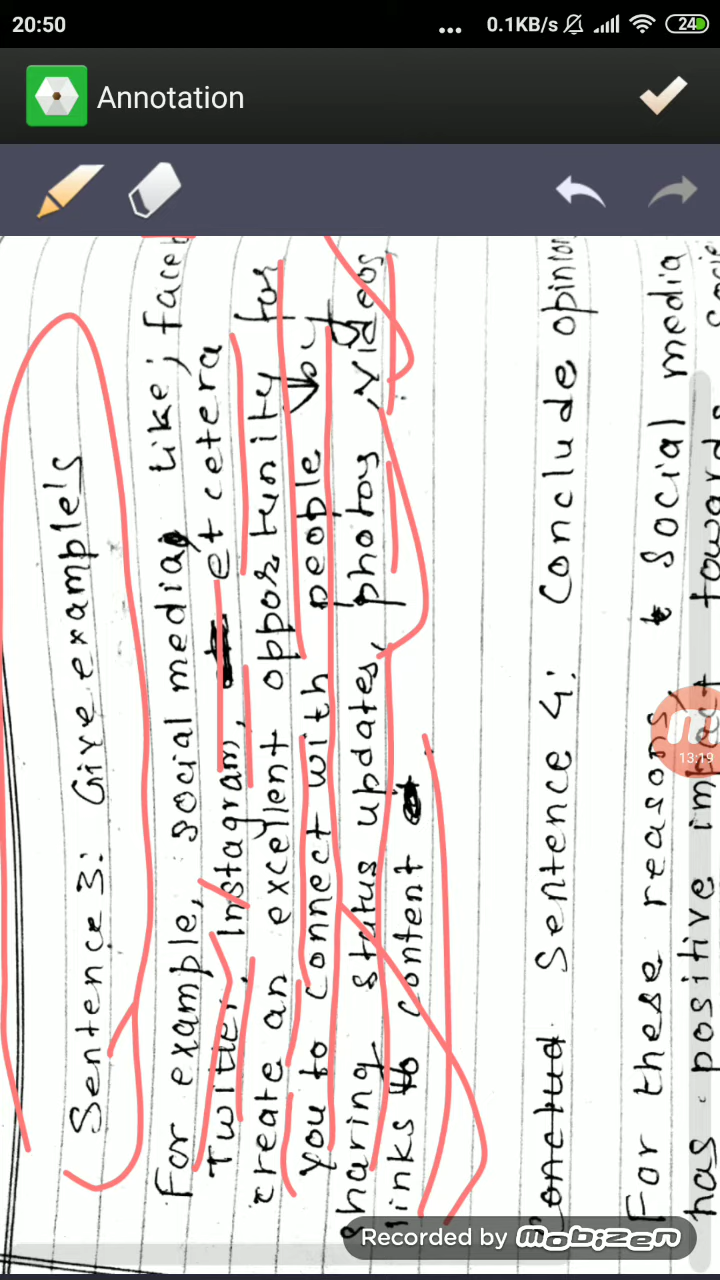 20:50
... 0.1KB/s 24
Annotation
Sentence 3: Give example's
For example, social media, like; faceb
Twitter, Instagram, et cetera
create an excellent opportunity for
you to connect with people by
sharing status updates, photos, videos
links to content.
Sentence 4: Conclude opinion
For these reasons, social media
has positive impact towards
13:19
Recorded by mobizen